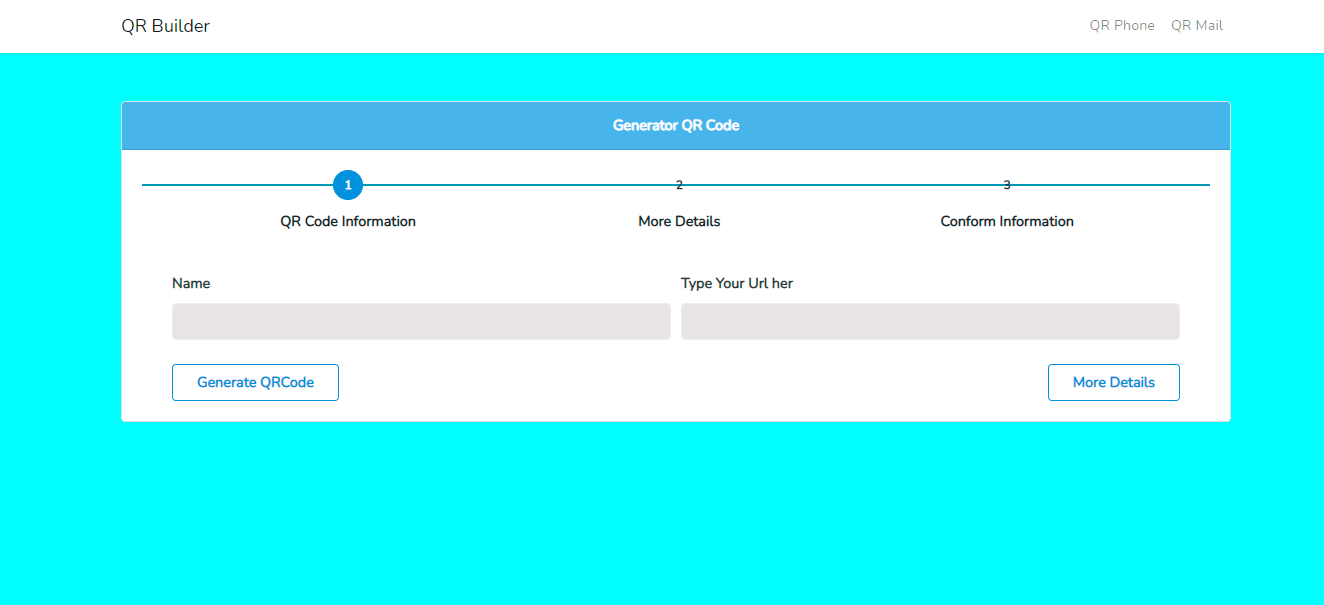 QR Builder
QR Phone QR Mail
Generator QR Code
1 2 3
QR Code Information More Details Conform Information
Name Type Your Url her
Generate QRCode More Details